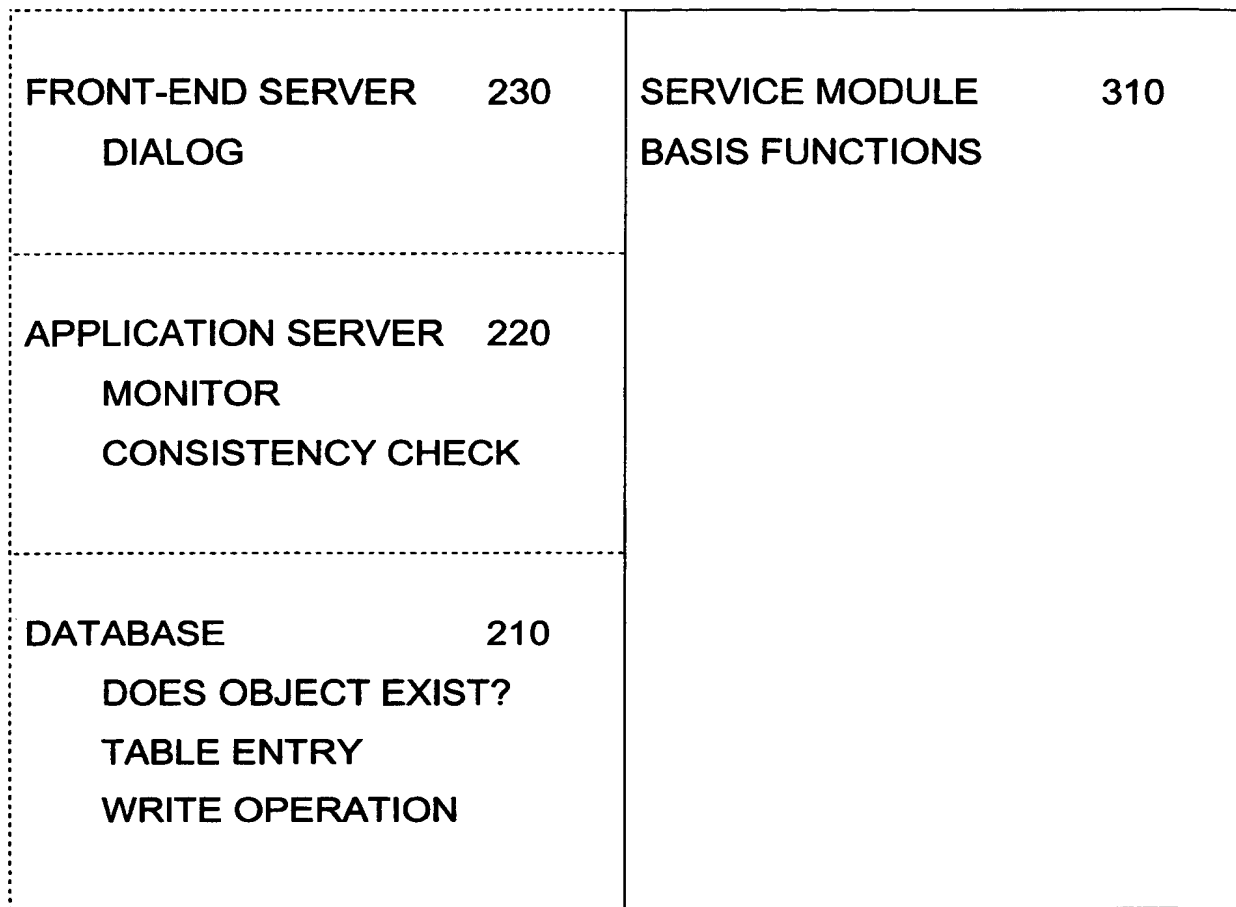 FRONT-END SERVER 230
DIALOG
APPLICATION SERVER 220
MONITOR
CONSISTENCY CHECK
DATABASE 210
DOES OBJECT EXIST?
TABLE ENTRY
WRITE OPERATION
SERVICE MODULE 310
BASIS FUNCTIONS